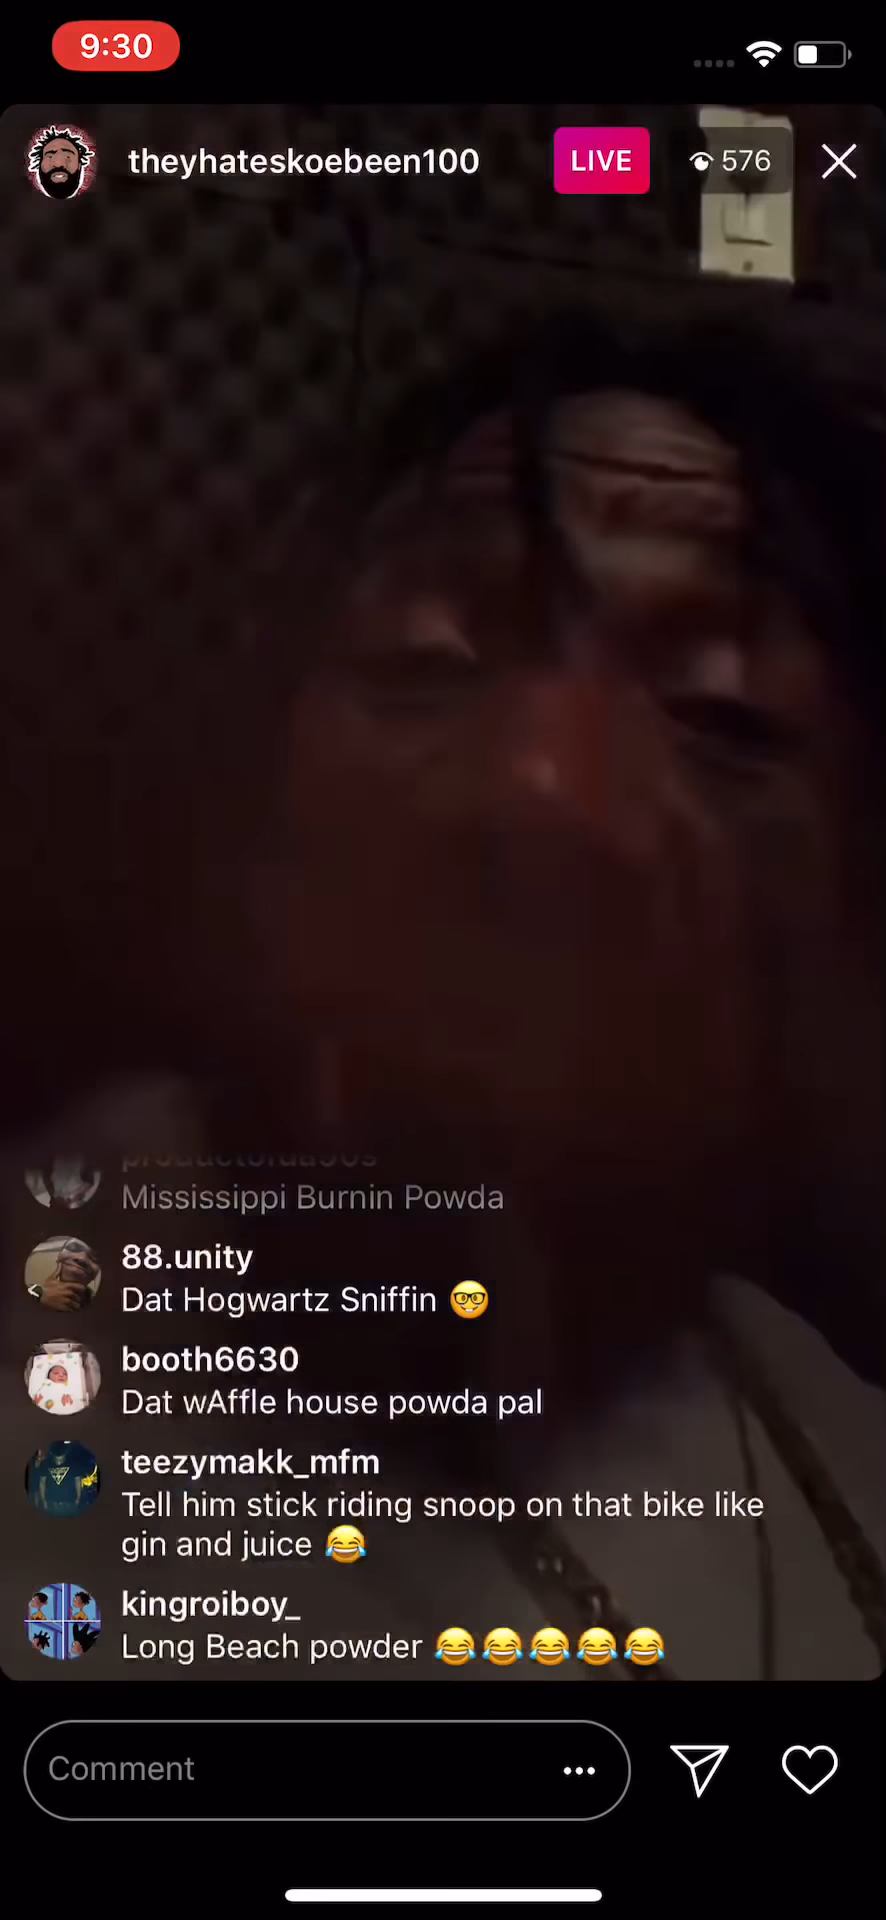 9:30
theyhateskoebeen100
LIVE
576
Mississippi Burnin Powda
88.unity
Dat Hogwartz Sniffin 🤓
booth6630
Dat wAffle house powda pal
teezymakk_mfm
Tell him stick riding snoop on that bike like
gin and juice 😂
kingroiboy_
Long Beach powder 😂😂😂😂😂
Comment